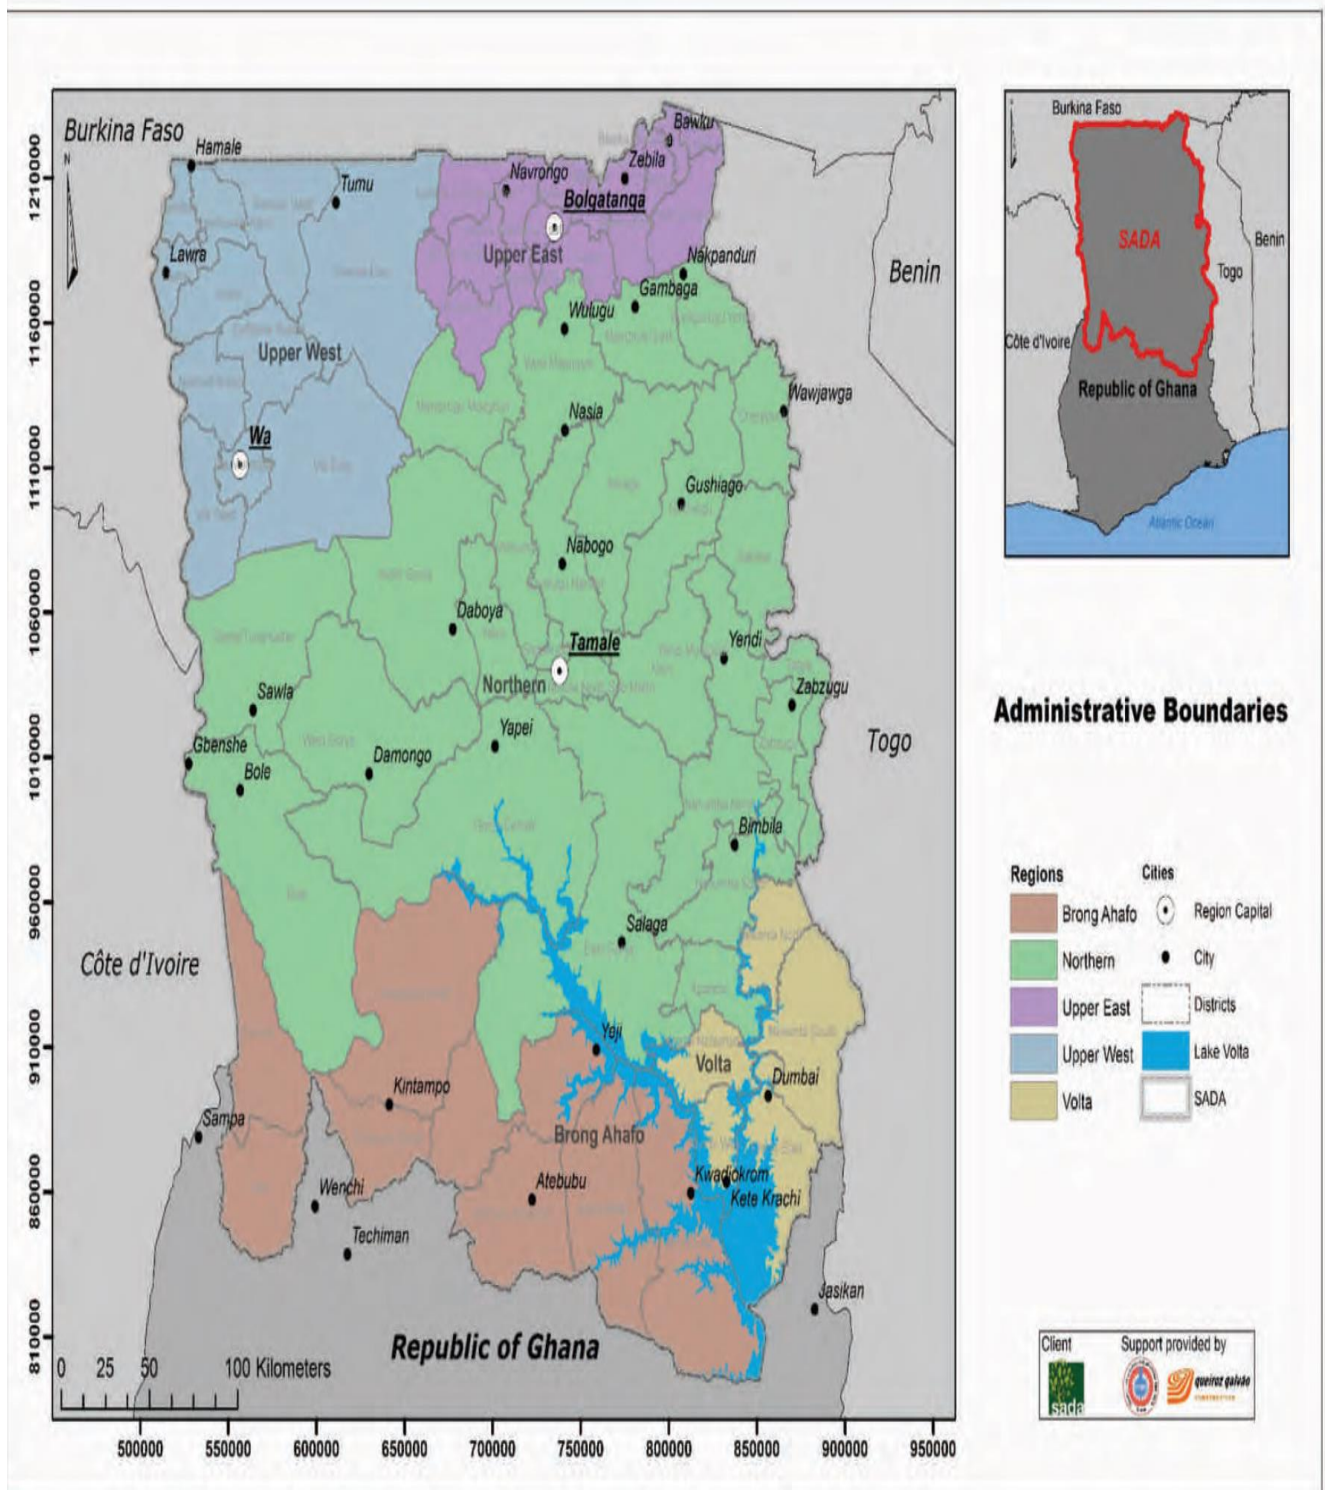 Burkina Faso
N
Hamale
Tumu
Lawra
Upper West
Wa
Navrongo
Bawku
Zebila
Bolgatanga
Upper East
Nakpanduri
Gambaga
Wulugu
Benin
Wawjawga
Nasia
Gushiago
Nabogo
Daboya
Tamale
Northern
Yendi
Zabzugu
Sawla
Gbenshe
Bole
Damongo
Yapei
Togo
Bimbila
Salaga
Côte d'Ivoire
Yeji
Volta
Dumbai
Kintampo
Sampa
Brong Ahafo
Wenchi
Atebubu
Kwadjokrom
Kete Krachi
Techiman
Jasikan
Republic of Ghana
0 25 50 100 Kilometers
1210000
1160000
1110000
1060000
1010000
960000
910000
860000
810000
500000 550000 600000 650000 700000 750000 800000 850000 900000 950000
Burkina Faso
SADA
Benin
Togo
Côte d'Ivoire
Republic of Ghana
Atlantic Ocean
Administrative Boundaries
Regions
Brong Ahafo
Northern
Upper East
Upper West
Volta
Cities
Region Capital
City
Districts
Lake Volta
SADA
Client
sada
Support provided by
queiroz galvão